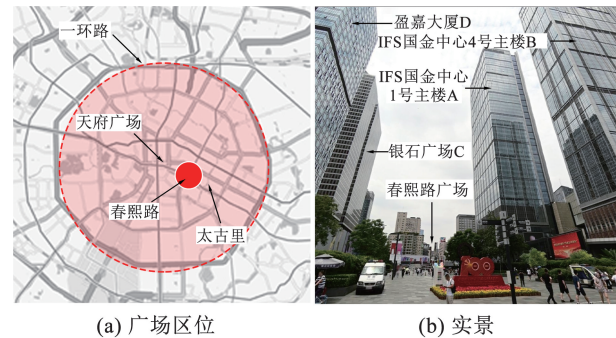 一环路
天府广场
春熙路
太古里
盈嘉大厦D
IFS国金中心4号主楼B
IFS国金中心
1号主楼A
银石广场C
春熙路广场
(a) 广场区位
(b) 实景